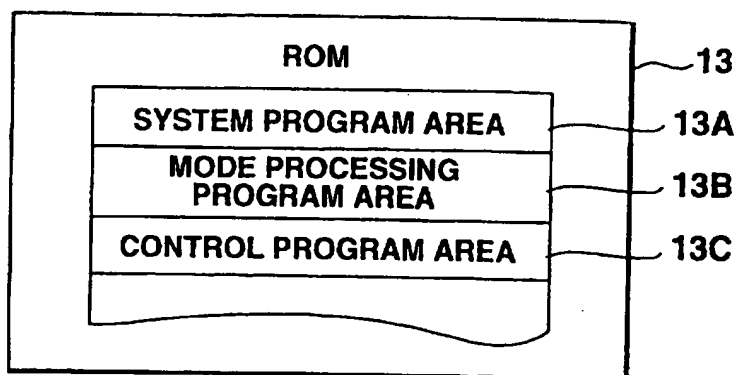 ROM
13
SYSTEM PROGRAM AREA
13A
MODE PROCESSING
PROGRAM AREA
13B
CONTROL PROGRAM AREA
13C